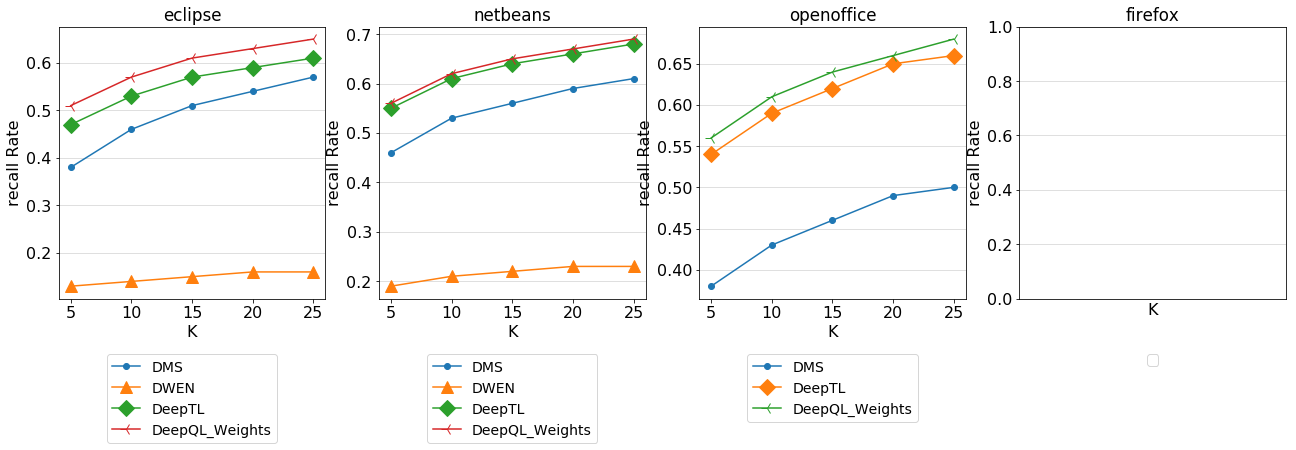 eclipse
recall Rate
0.6
0.5
0.4
0.3
0.2
5 10 15 20 25
K
DMS
DWEN
DeepTL
DeepQL_Weights
netbeans
recall Rate
0.7
0.6
0.5
0.4
0.3
0.2
5 10 15 20 25
K
DMS
DWEN
DeepTL
DeepQL_Weights
openoffice
recall Rate
0.65
0.60
0.55
0.50
0.45
0.40
5 10 15 20 25
K
DMS
DeepTL
DeepQL_Weights
firefox
recall Rate
1.0
0.8
0.6
0.4
0.2
0.0
K